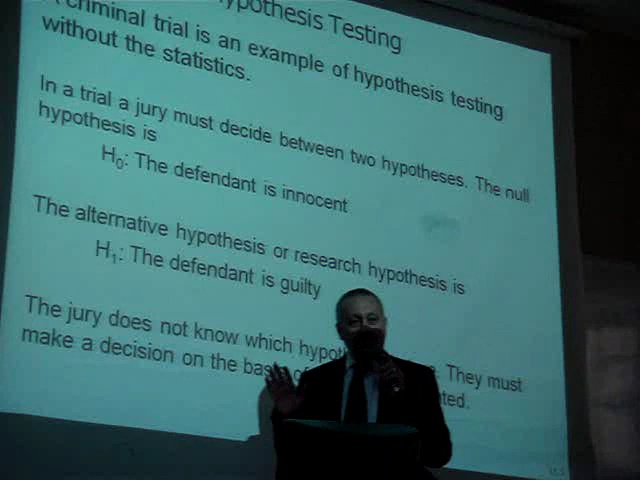 ypothesis Testing
criminal trial is an example of hypothesis testing
without the statistics.
In a trial a jury must decide between two hypotheses. The null
hypothesis is
H₀: The defendant is innocent
The alternative hypothesis or research hypothesis is
H₁: The defendant is guilty
The jury does not know which hypot . They must
make a decision on the bas of ted.